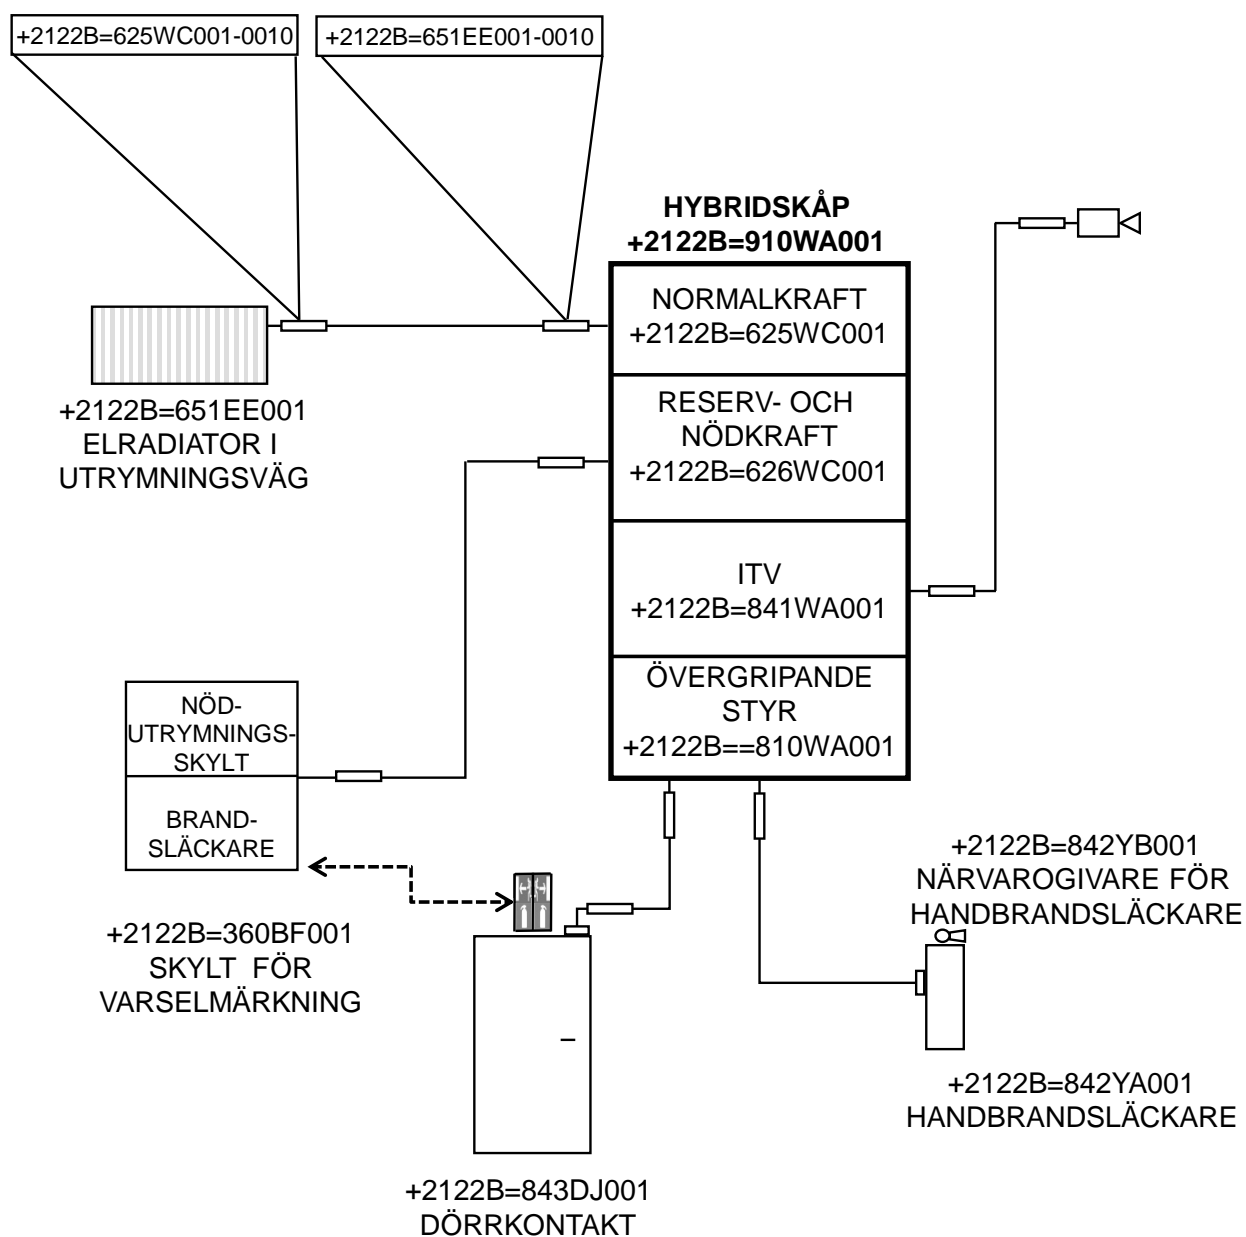 +2122B=625WC001-0010
+2122B=651EE001-0010
HYBRIDSKÅP
+2122B=910WA001
NORMALKRAFT
+2122B=625WC001
RESERV- OCH
NÖDKRAFT
+2122B=626WC001
ITV
+2122B=841WA001
ÖVERGRIPANDE
STYR
+2122B==810WA001
+2122B=651EE001
ELRADIATOR I
UTRYMNINGSVÄG
NÖD-
UTRYMNINGS-
SKYLT
BRAND-
SLÄCKARE
+2122B=360BF001
SKYLT FÖR
VARSELMÄRKNING
+2122B=842YB001
NÄRVAROGIVARE FÖR
HANDBRANDSLÄCKARE
+2122B=842YA001
HANDBRANDSLÄCKARE
+2122B=843DJ001
DÖRRKONTAKT